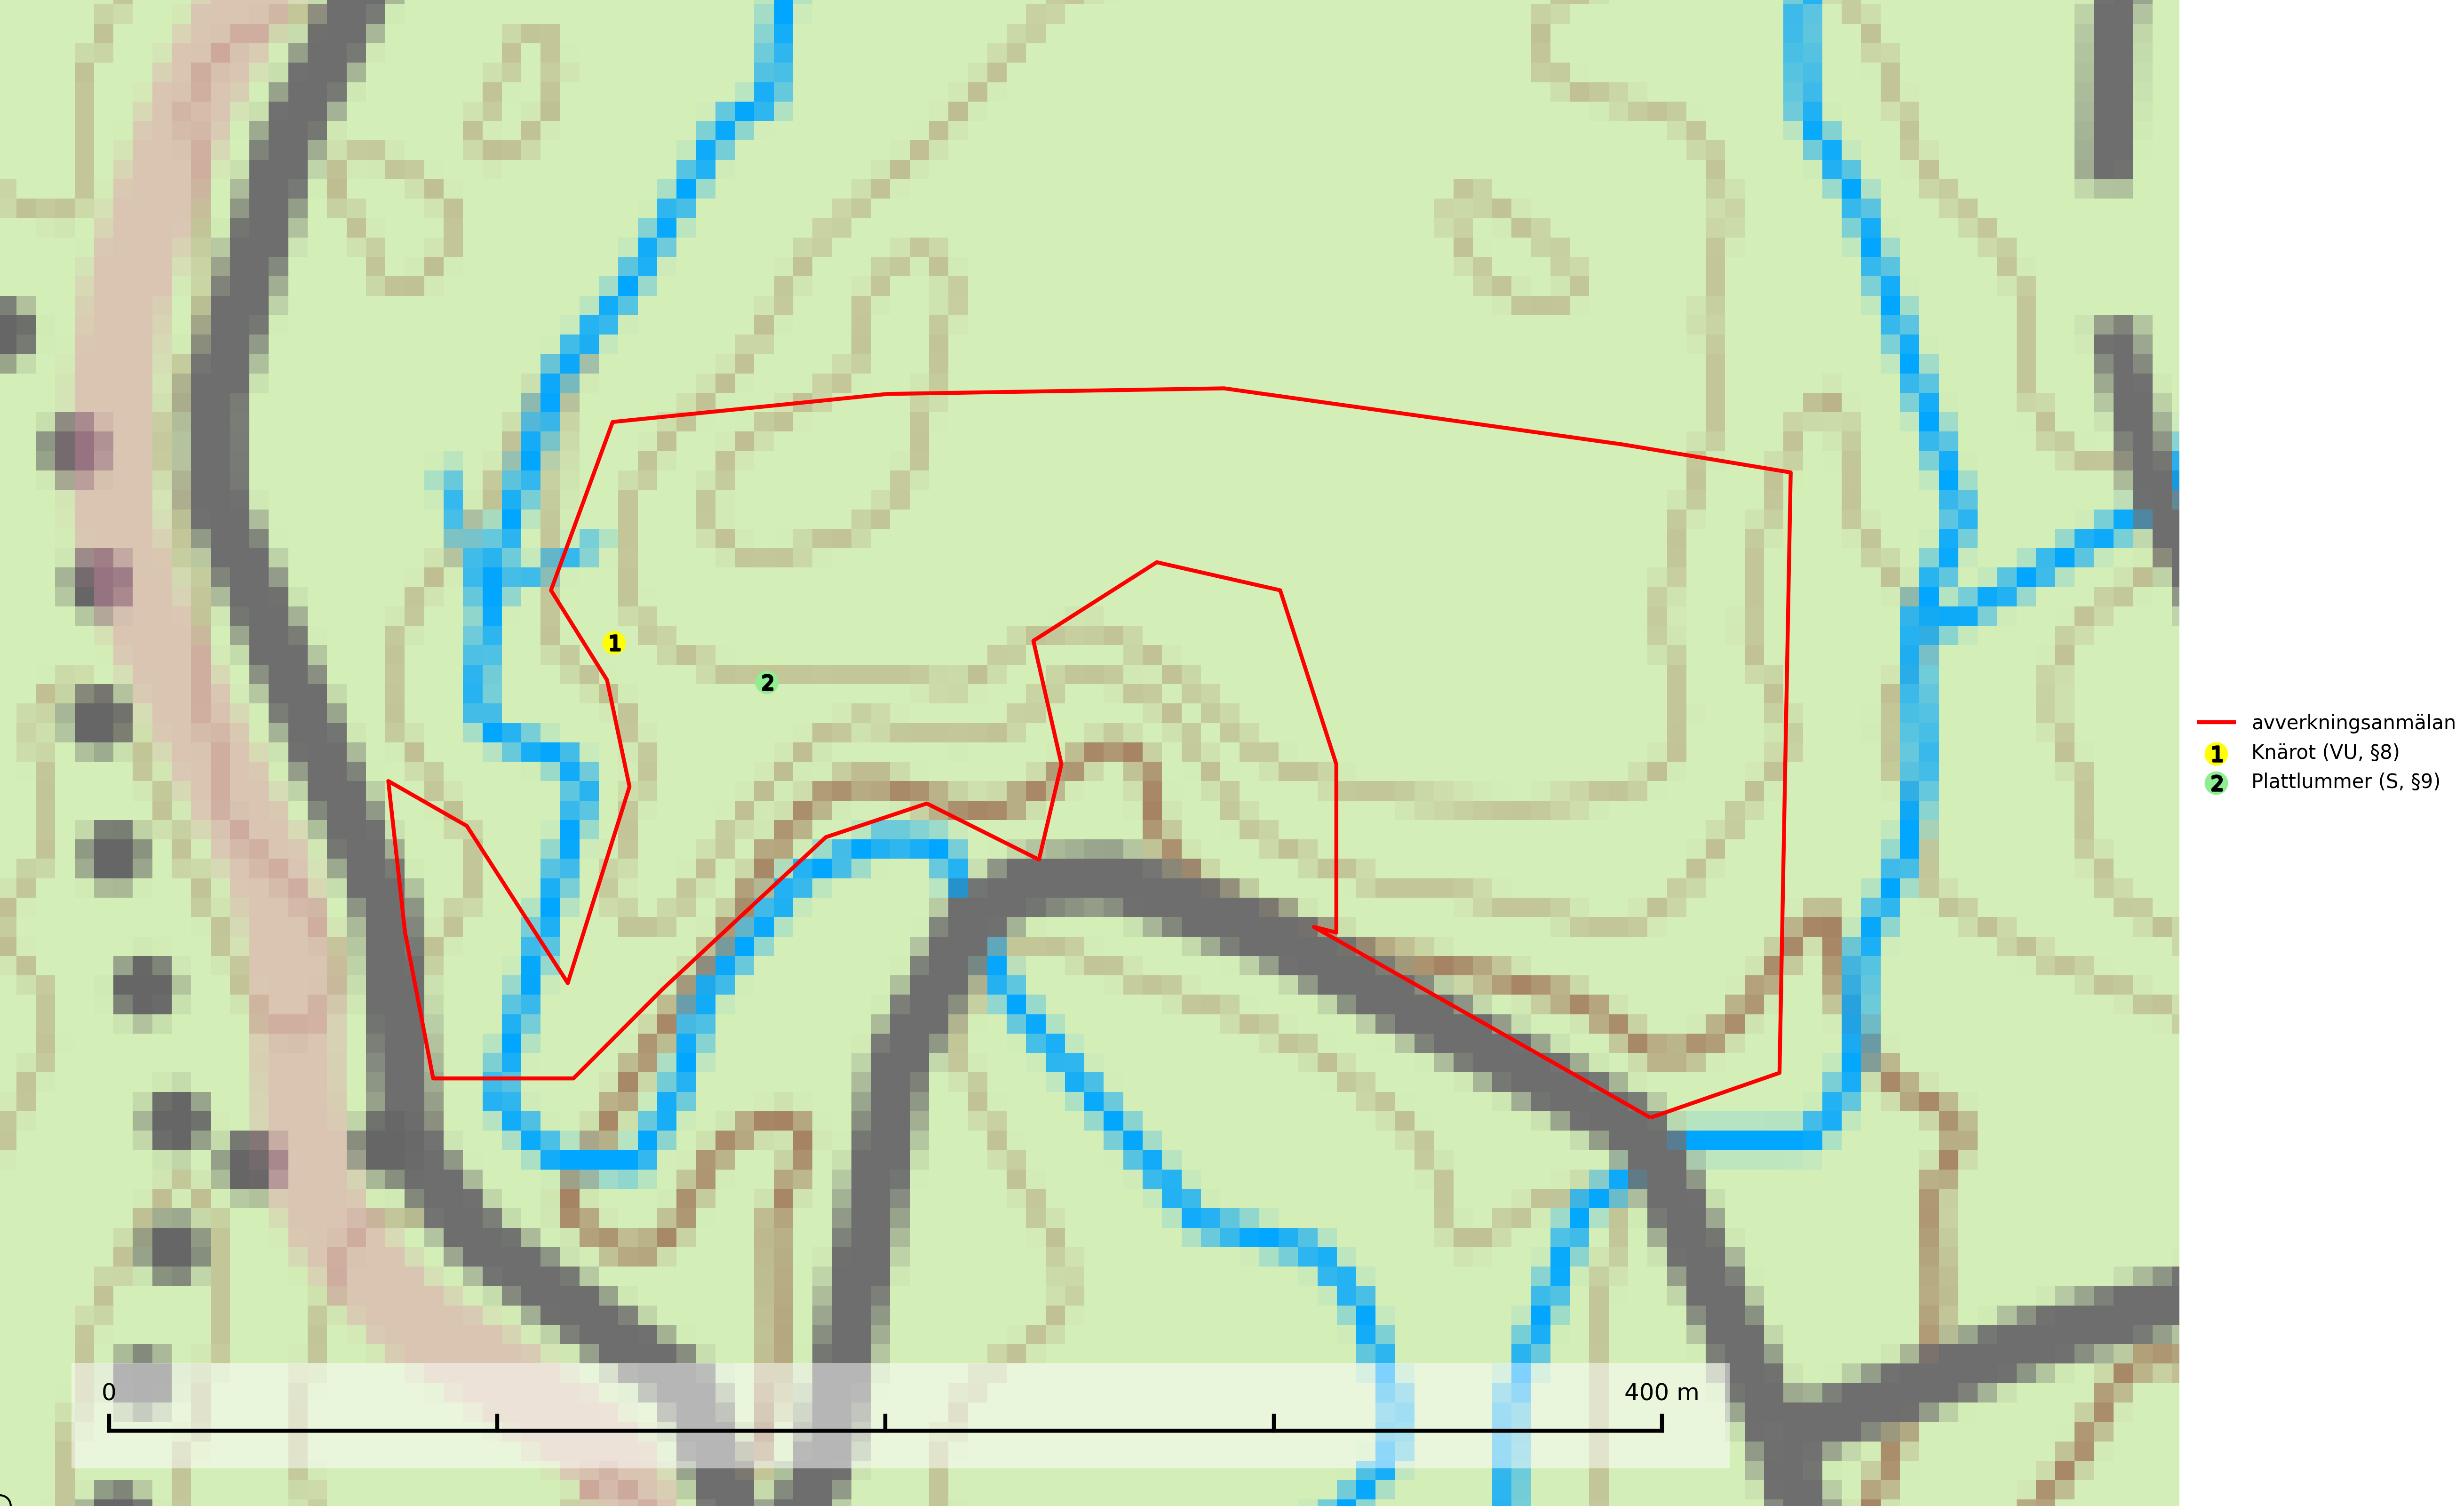 1
2
avverkningsanmälan
1 Knärot (VU, §8)
2 Plattlummer (S, §9)
0 400 m